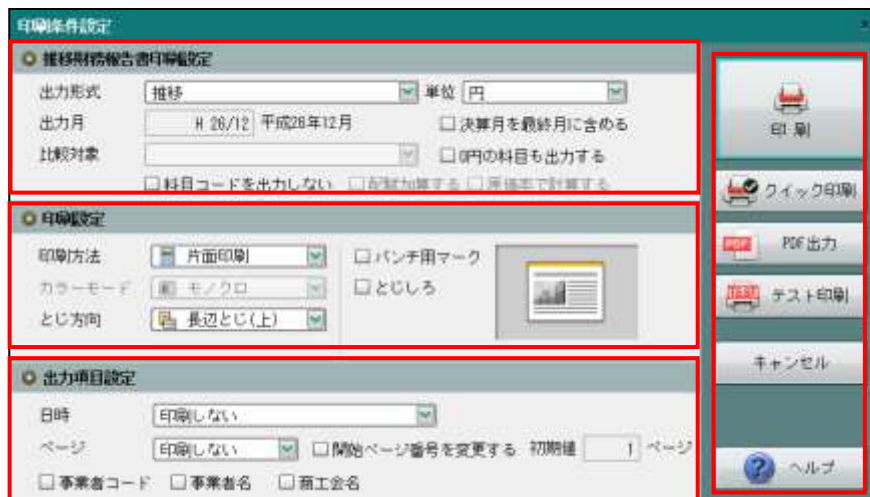 印刷条件設定
推移財務報告書印刷設定
出力形式 推移 単位 円
出力月 H 26/12 平成26年12月 決算月を最終月に含める
比較対象 0円の科目も出力する
科目コードを出力しない 配賦加算する 原価率で計算する
印刷設定
印刷方法 片面印刷 パンチ用マーク
カラーモード モノクロ とじしろ
とじ方向 長辺とじ(上)
出力項目設定
日時 印刷しない
ページ 印刷しない 開始ページ番号を変更する 初期値 1 ページ
事業者コード 事業者名 商工会名
印刷
クイック印刷
PDF PDF出力
TEST テスト印刷
キャンセル
? ヘルプ